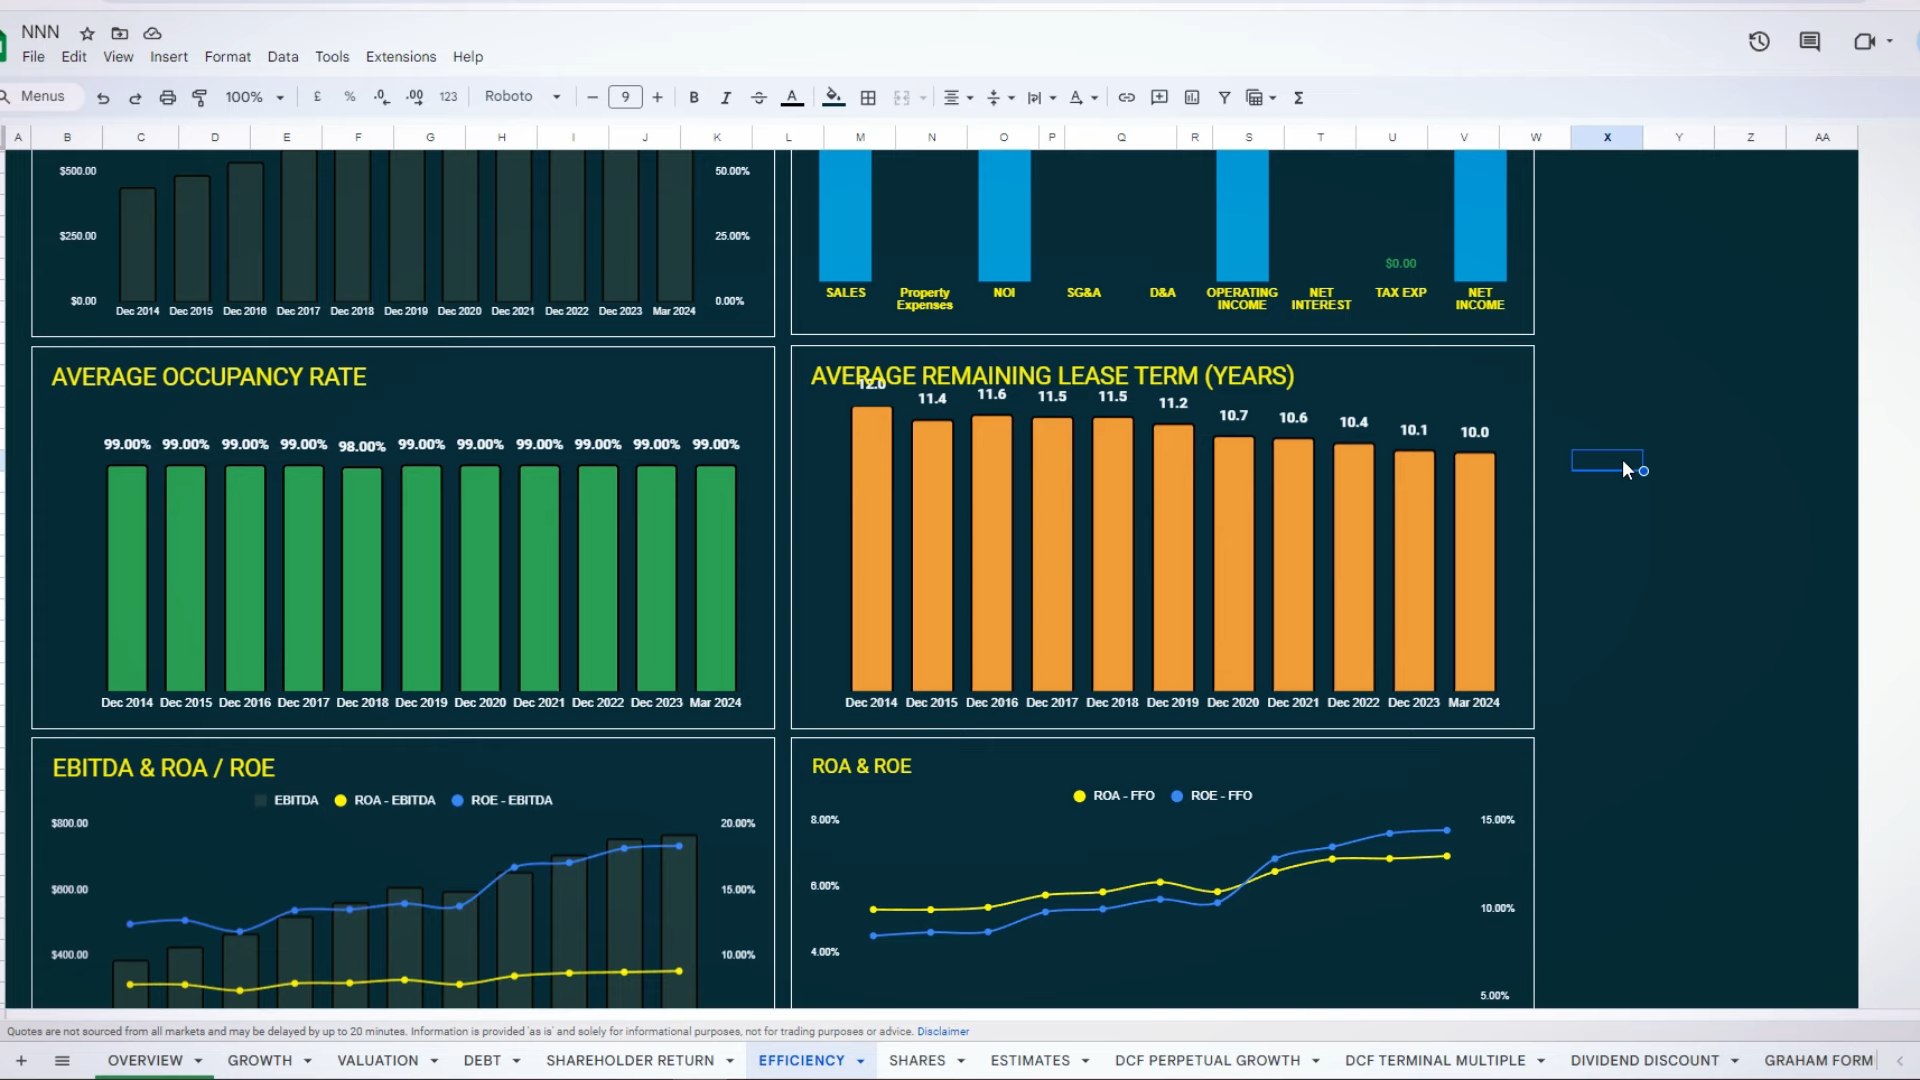 NNN
File Edit View Insert Format Data Tools Extensions Help
Menus 100% £ % .0 .00 123 Roboto 9 B I A Σ
A B C D E F G H I J K L M N O P Q R S T U V W X Y Z AA
$500.00 50.00%
$250.00 25.00%
$0.00 0.00%
Dec 2014 Dec 2015 Dec 2016 Dec 2017 Dec 2018 Dec 2019 Dec 2020 Dec 2021 Dec 2022 Dec 2023 Mar 2024
$0.00
SALES Property NOI SG&A D&A OPERATING NET TAX EXP NET
Expenses INCOME INTEREST INCOME
AVERAGE OCCUPANCY RATE
99.00% 99.00% 99.00% 99.00% 98.00% 99.00% 99.00% 99.00% 99.00% 99.00% 99.00%
Dec 2014 Dec 2015 Dec 2016 Dec 2017 Dec 2018 Dec 2019 Dec 2020 Dec 2021 Dec 2022 Dec 2023 Mar 2024
AVERAGE REMAINING LEASE TERM (YEARS)
12.0 11.4 11.6 11.5 11.5 11.2 10.7 10.6 10.4 10.1 10.0
Dec 2014 Dec 2015 Dec 2016 Dec 2017 Dec 2018 Dec 2019 Dec 2020 Dec 2021 Dec 2022 Dec 2023 Mar 2024
EBITDA & ROA / ROE
EBITDA ROA - EBITDA ROE - EBITDA
$800.00 20.00%
$600.00 15.00%
$400.00 10.00%
ROA & ROE
ROA - FFO ROE - FFO
8.00% 15.00%
6.00% 10.00%
4.00%
5.00%
Quotes are not sourced from all markets and may be delayed by up to 20 minutes. Information is provided 'as is' and solely for informational purposes, not for trading purposes or advice. Disclaimer
OVERVIEW GROWTH VALUATION DEBT SHAREHOLDER RETURN EFFICIENCY SHARES ESTIMATES DCF PERPETUAL GROWTH DCF TERMINAL MULTIPLE DIVIDEND DISCOUNT GRAHAM FORM